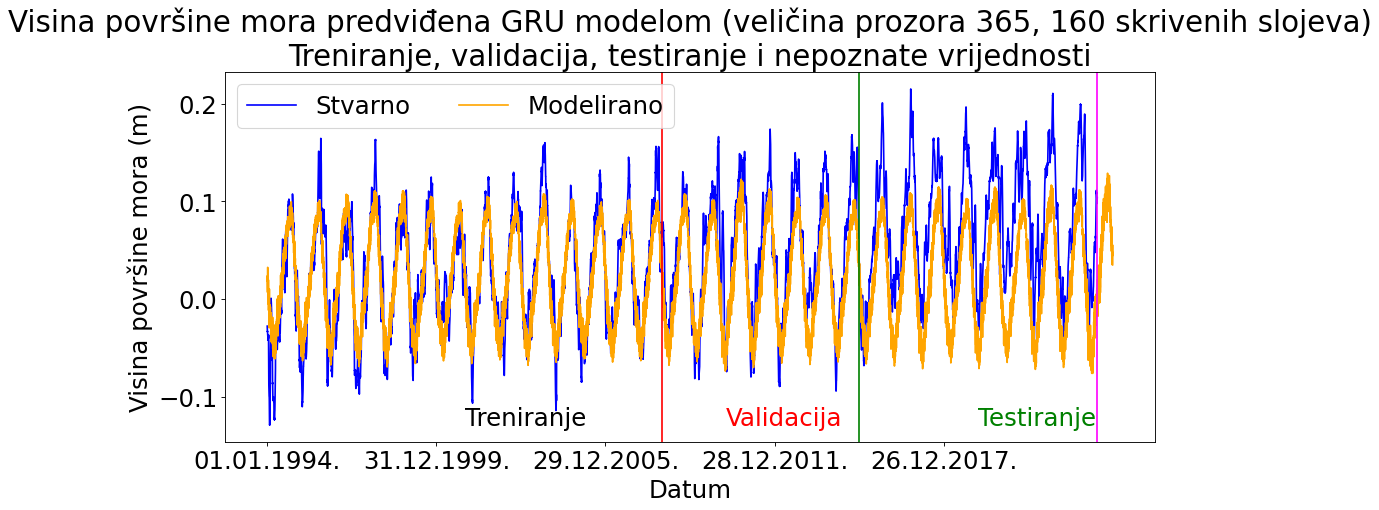 Visina površine mora predviđena GRU modelom (veličina prozora 365, 160 skrivenih slojeva)
Treniranje, validacija, testiranje i nepoznate vrijednosti
Stvarno
Modelirano
Visina površine mora (m)
0.2
0.1
0.0
−0.1
Treniranje
Validacija
Testiranje
01.01.1994.
31.12.1999.
29.12.2005.
28.12.2011.
26.12.2017.
Datum